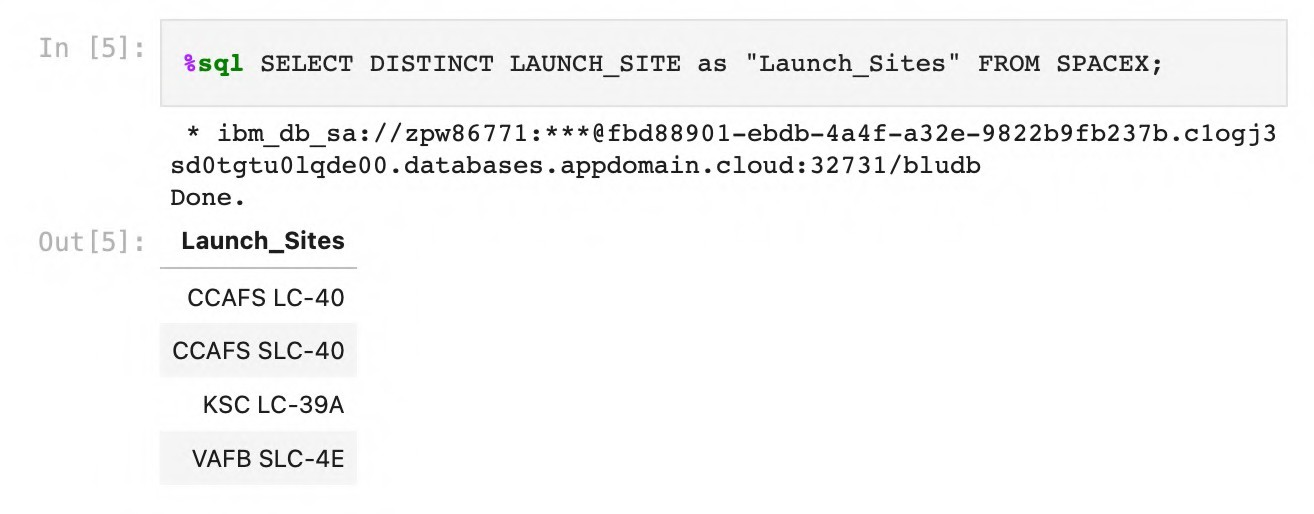 In [5]: %sql SELECT DISTINCT LAUNCH_SITE as "Launch_Sites" FROM SPACEX;
* ibm_db_sa://zpw86771:***@fbd88901-ebdb-4a4f-a32e-9822b9fb237b.c1ogj3
sd0tgtu0lqde00.databases.appdomain.cloud:32731/bludb
Done.
Out[5]: Launch_Sites
CCAFS LC-40
CCAFS SLC-40
KSC LC-39A
VAFB SLC-4E